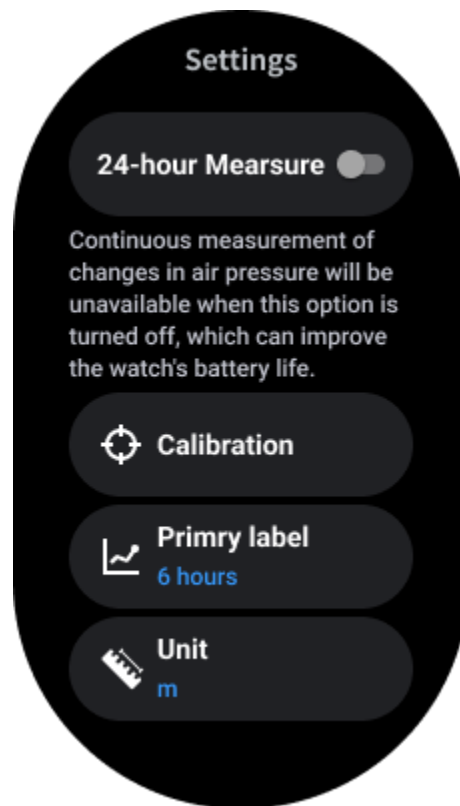 Settings
24-hour Mearsure
Continuous measurement of
changes in air pressure will be
unavailable when this option is
turned off, which can improve
the watch's battery life.
Calibration
Primry label
6 hours
Unit
m